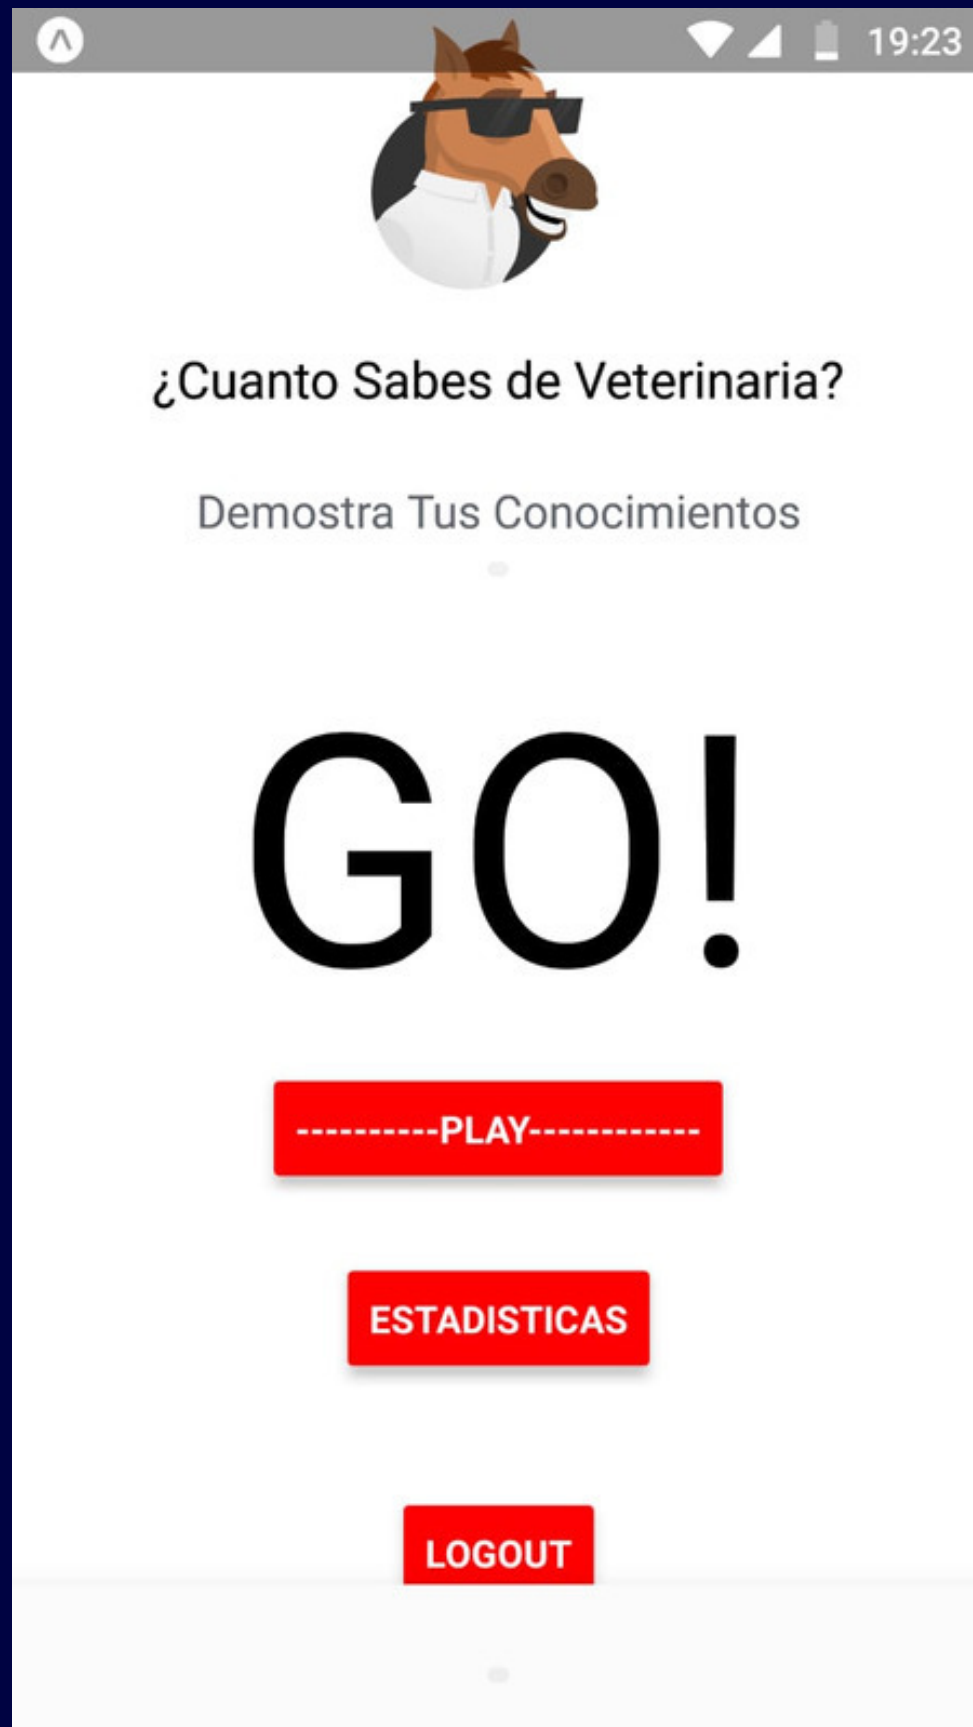 19:23
¿Cuanto Sabes de Veterinaria?
Demostra Tus Conocimientos
GO!
----------PLAY------------
ESTADISTICAS
LOGOUT